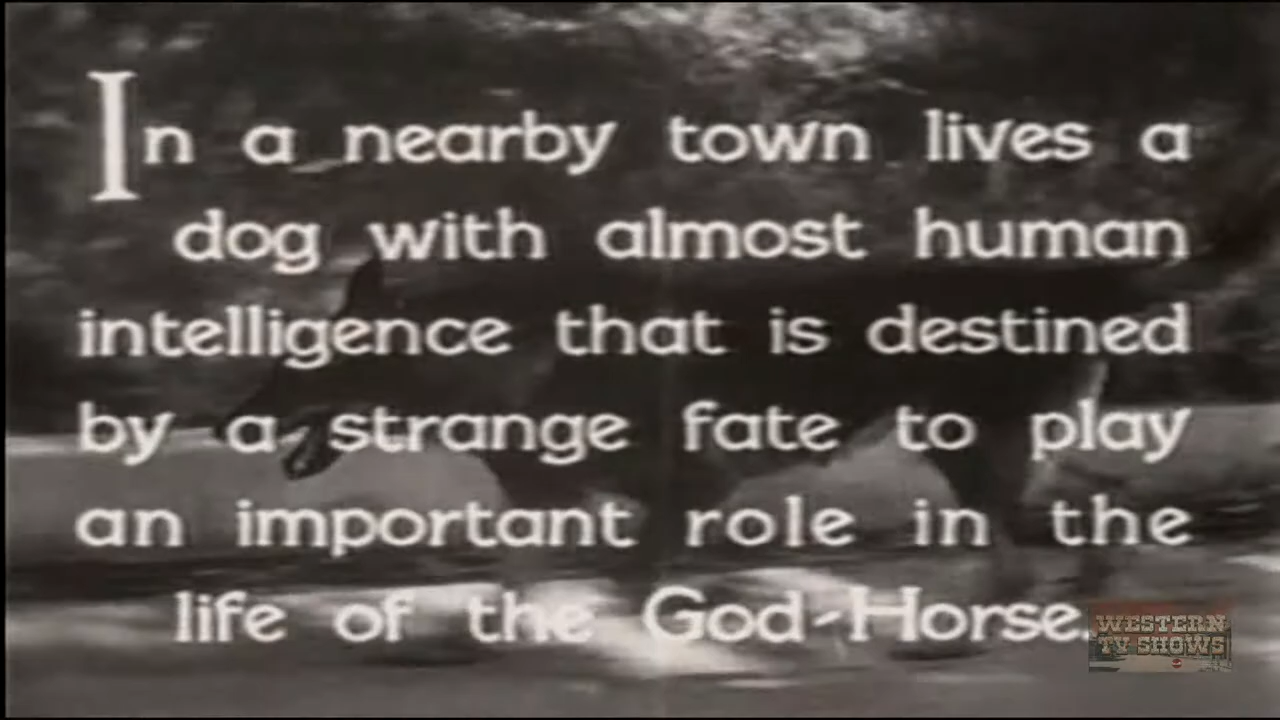 In a nearby town lives a
dog with almost human
intelligence that is destined
by a strange fate to play
an important role in the
life of the God-Horse.
WESTERN
TV SHOWS